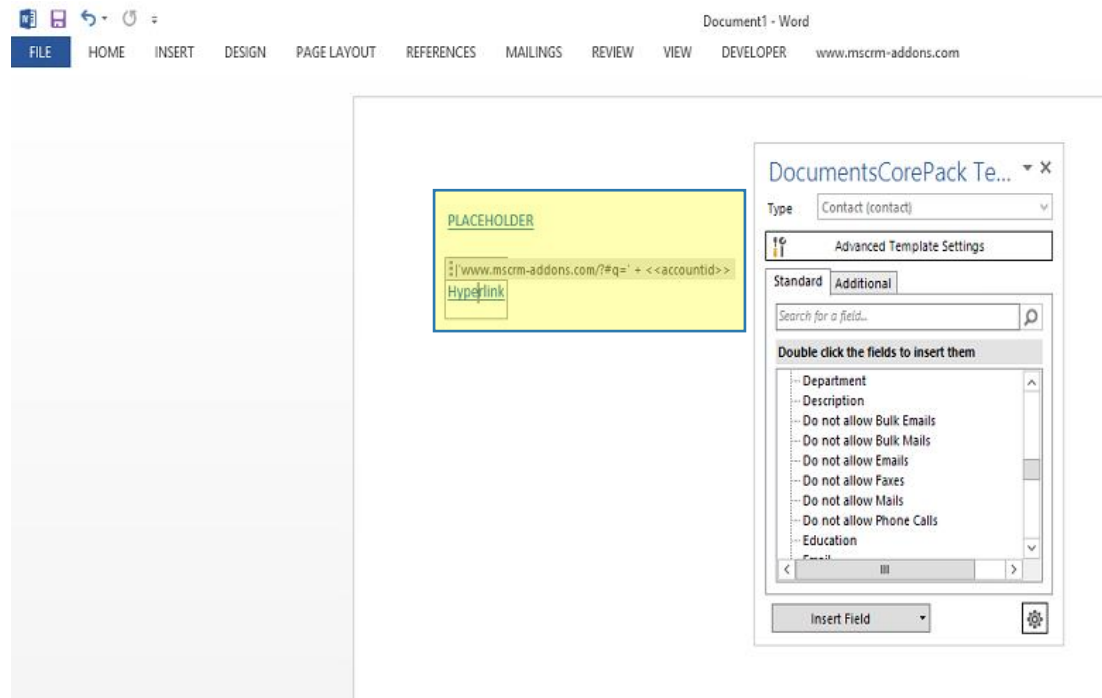 Document1 - Word
FILE HOME INSERT DESIGN PAGE LAYOUT REFERENCES MAILINGS REVIEW VIEW DEVELOPER www.mscrm-addons.com
DocumentsCorePack Te...
Type Contact (contact)
Advanced Template Settings
Standard Additional
Search for a field...
Double click the fields to insert them
Department
Description
Do not allow Bulk Emails
Do not allow Bulk Mails
Do not allow Emails
Do not allow Faxes
Do not allow Mails
Do not allow Phone Calls
Education
Email
Insert Field
PLACEHOLDER
['www.mscrm-addons.com/?#q=' + <<accountid>>
Hyperlink